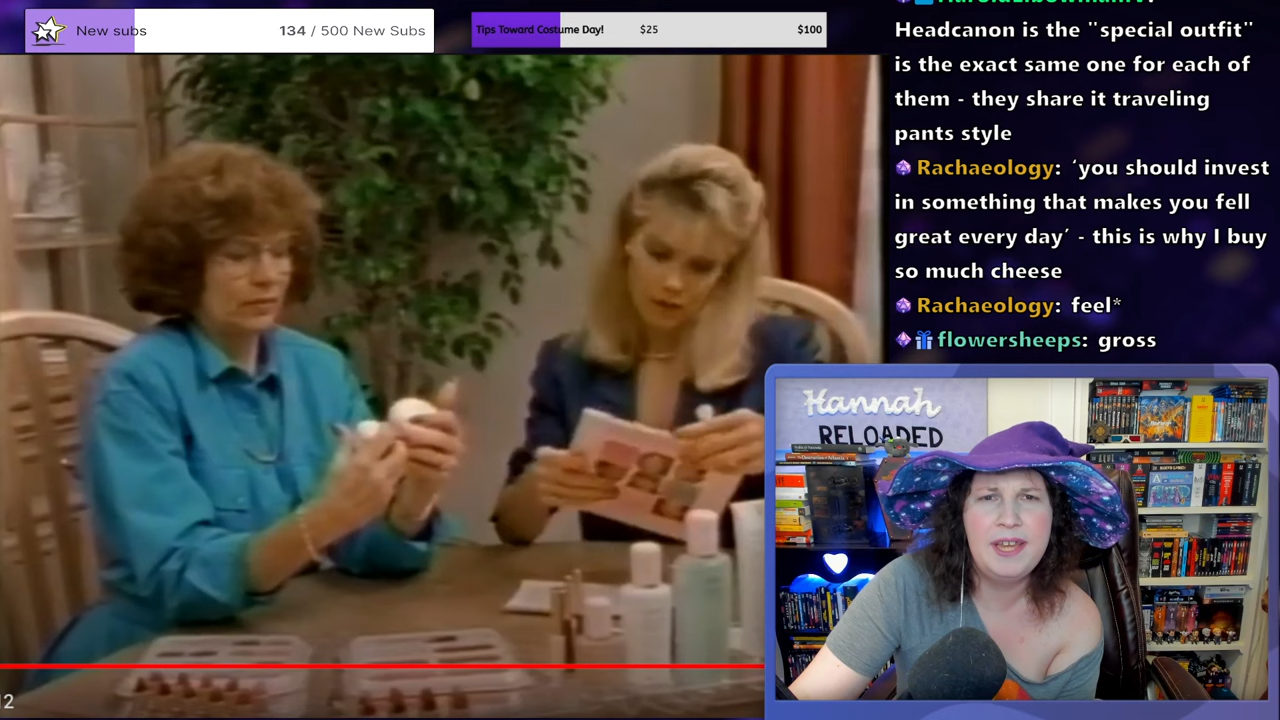 New subs
134 / 500 New Subs
Tips Toward Costume Day!
$25
$100
Headcanon is the "special outfit"
is the exact same one for each of
them - they share it traveling
pants style
Rachaeology: ‘you should invest
in something that makes you fell
great every day’ - this is why I buy
so much cheese
Rachaeology: feel*
flowersheeps: gross
Hannah
RELOADED
12